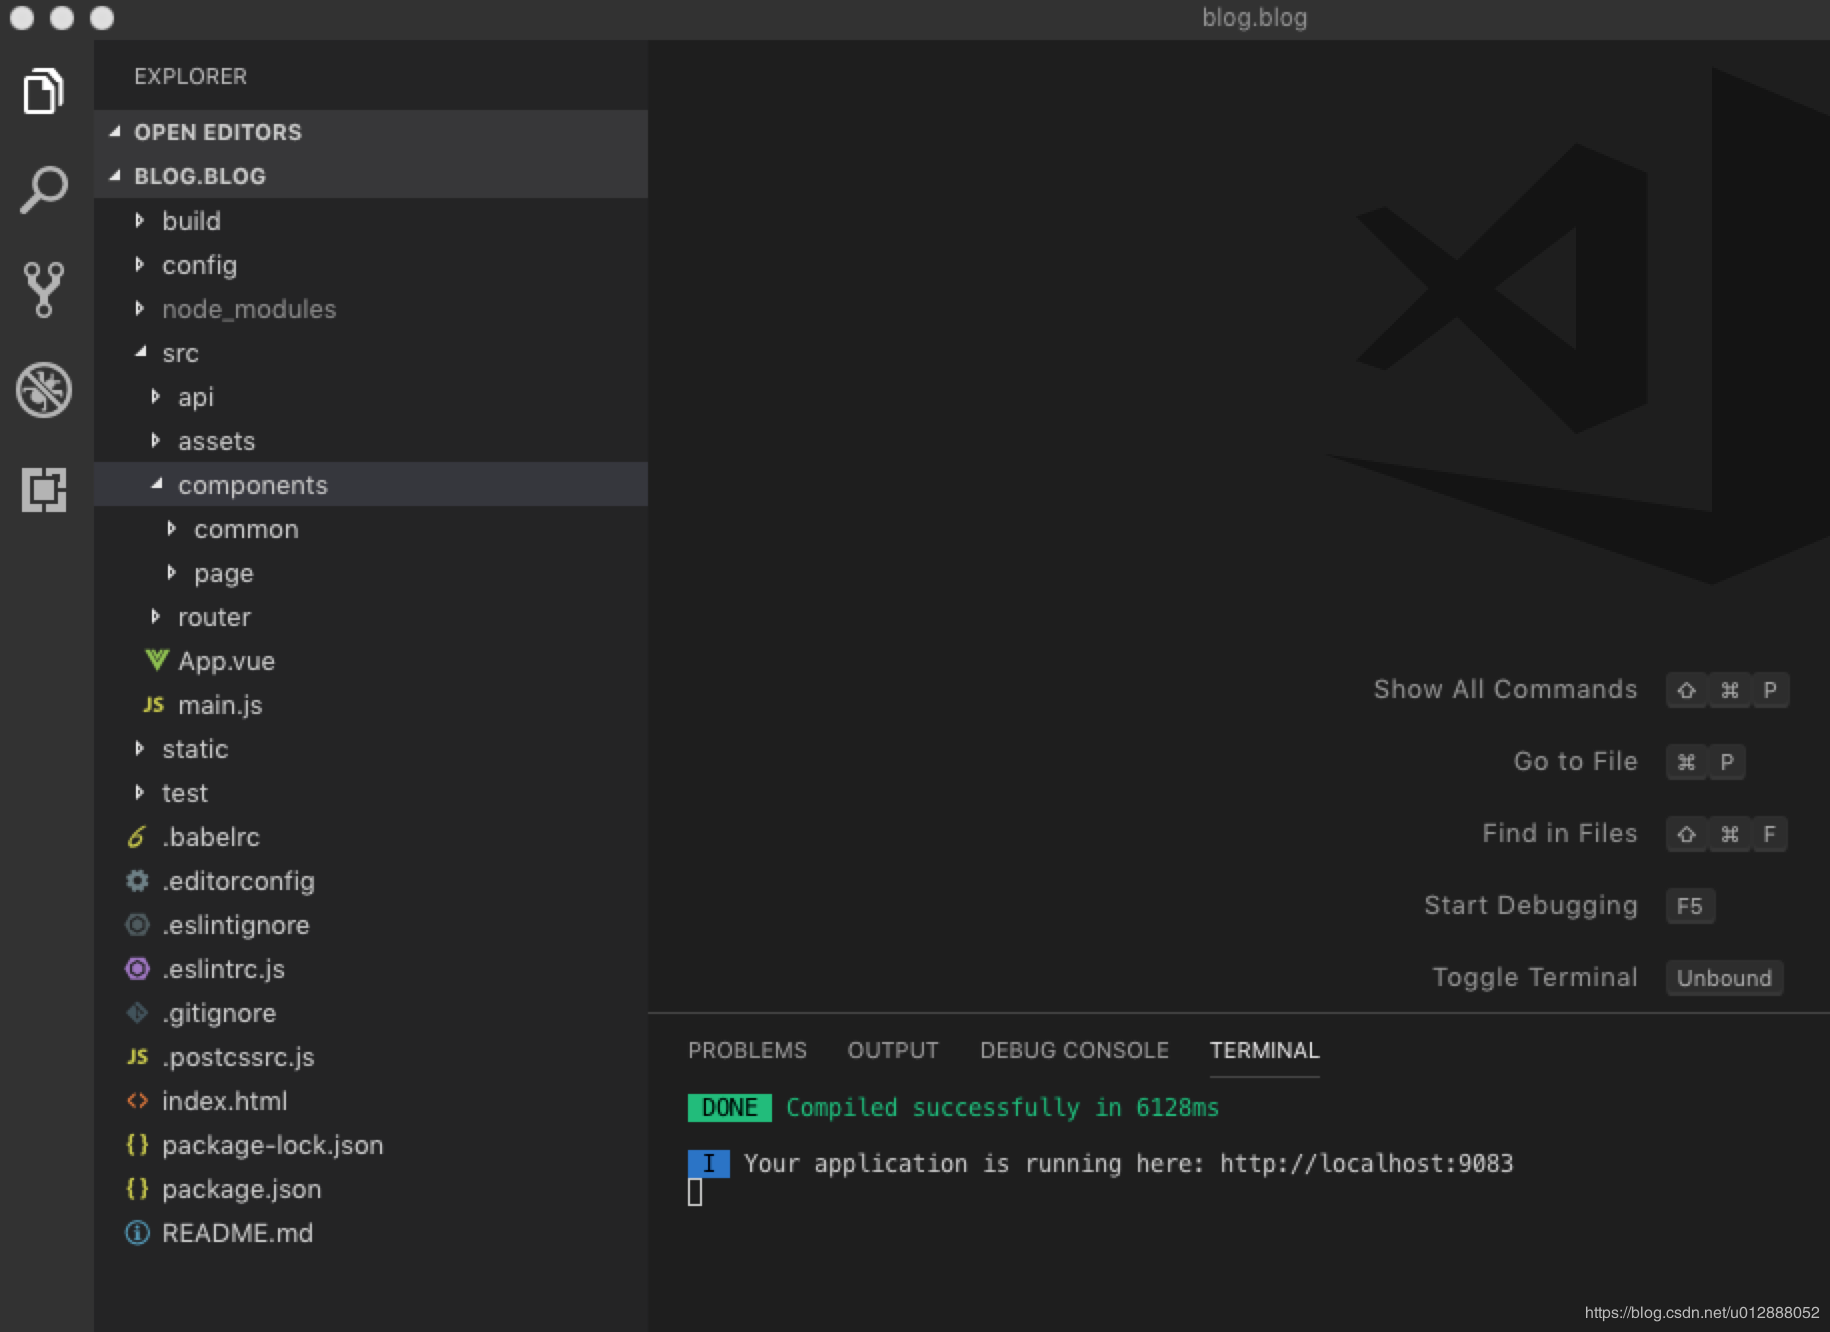 blog.blog
EXPLORER
OPEN EDITORS
BLOG.BLOG
build
config
node_modules
src
api
assets
components
common
page
router
App.vue
JS main.js
static
test
.babelrc
.editorconfig
.eslintignore
.eslintrc.js
.gitignore
JS .postcssrc.js
<> index.html
{} package-lock.json
{} package.json
README.md
Show All Commands ⇧ ⌘ P
Go to File ⌘ P
Find in Files ⇧ ⌘ F
Start Debugging F5
Toggle Terminal Unbound
PROBLEMS OUTPUT DEBUG CONSOLE TERMINAL
DONE Compiled successfully in 6128ms
I Your application is running here: http://localhost:9083
https://blog.csdn.net/u012888052